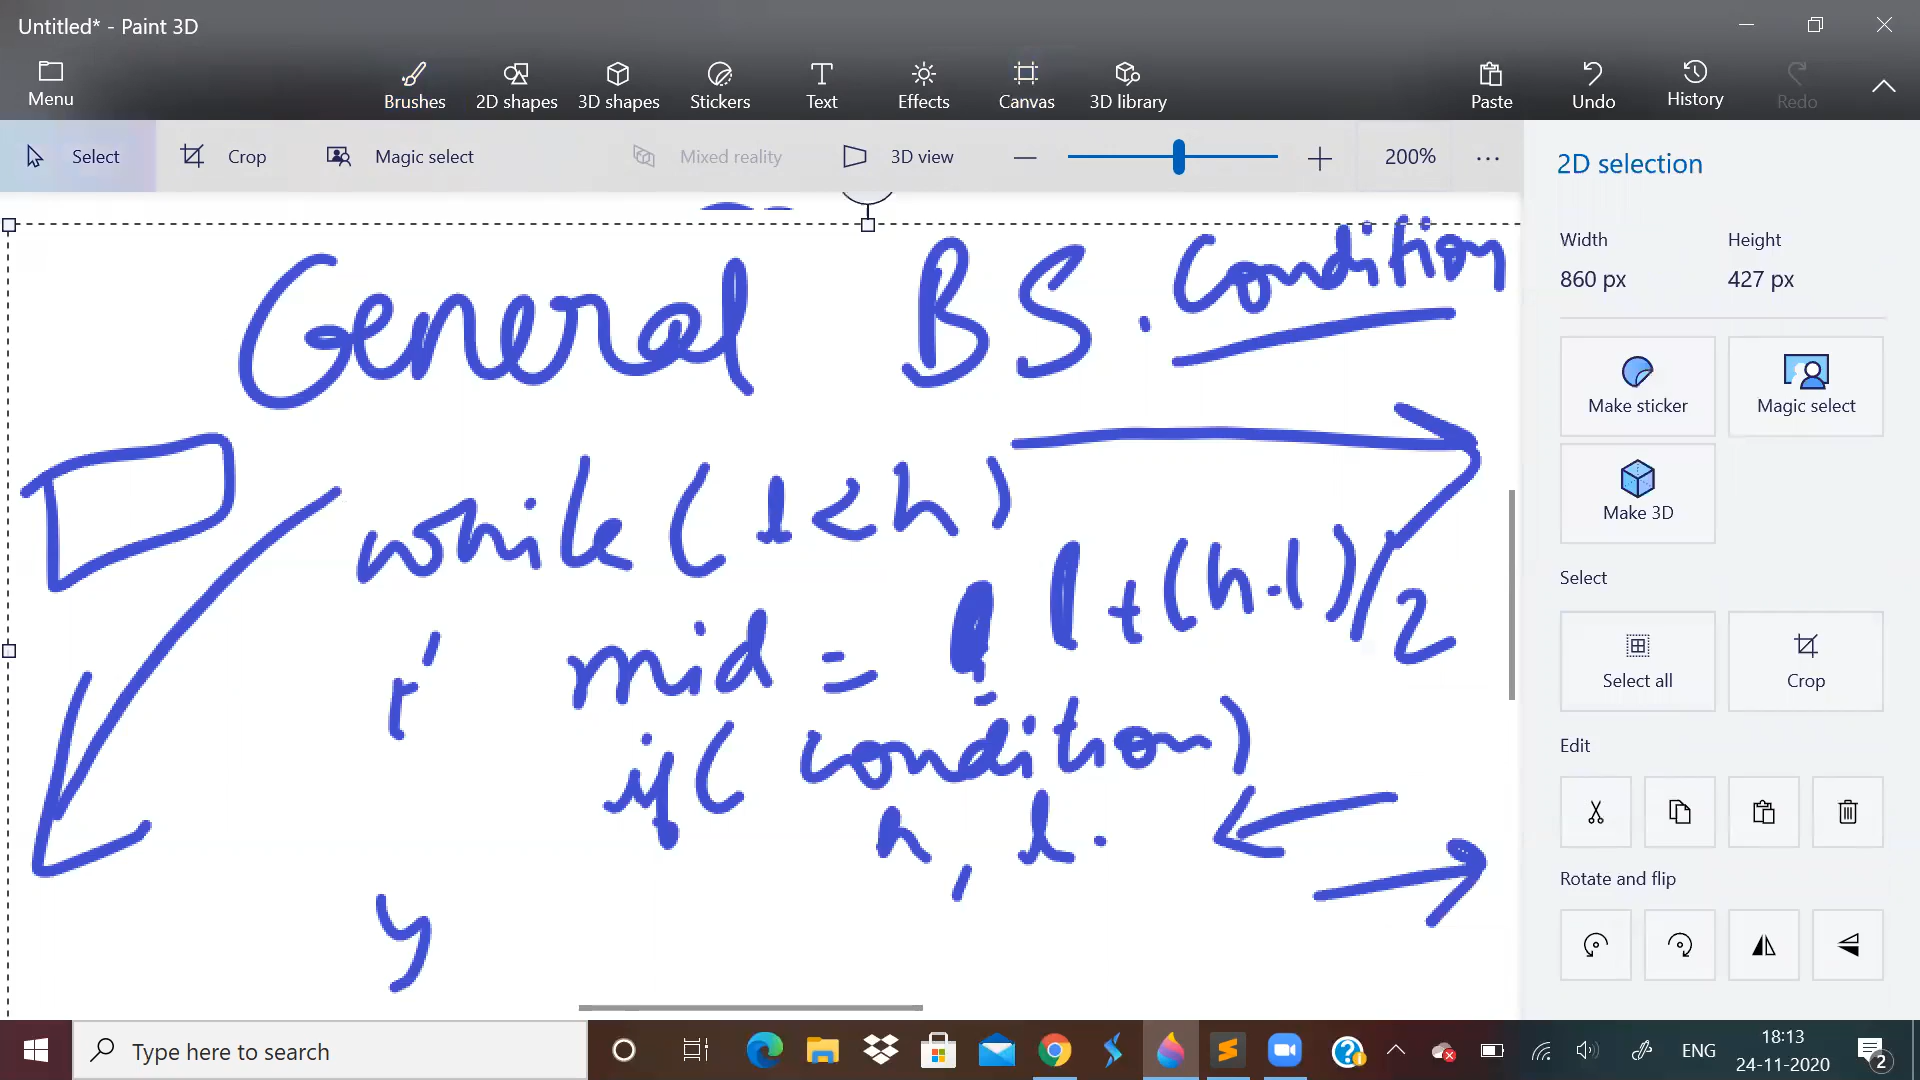 Untitled* - Paint 3D
Menu
Brushes
2D shapes
3D shapes
Stickers
Text
Effects
Canvas
3D library
Paste
Undo
History
Redo
Select
Crop
Magic select
Mixed reality
3D view
200%
General BS. Condition
while ( l < h )
mid = l + (h-l)/2
if ( condition)
h, l.
2D selection
Width
Height
860 px
427 px
Make sticker
Magic select
Make 3D
Select
Select all
Crop
Edit
Rotate and flip
Type here to search
ENG
18:13
24-11-2020
2